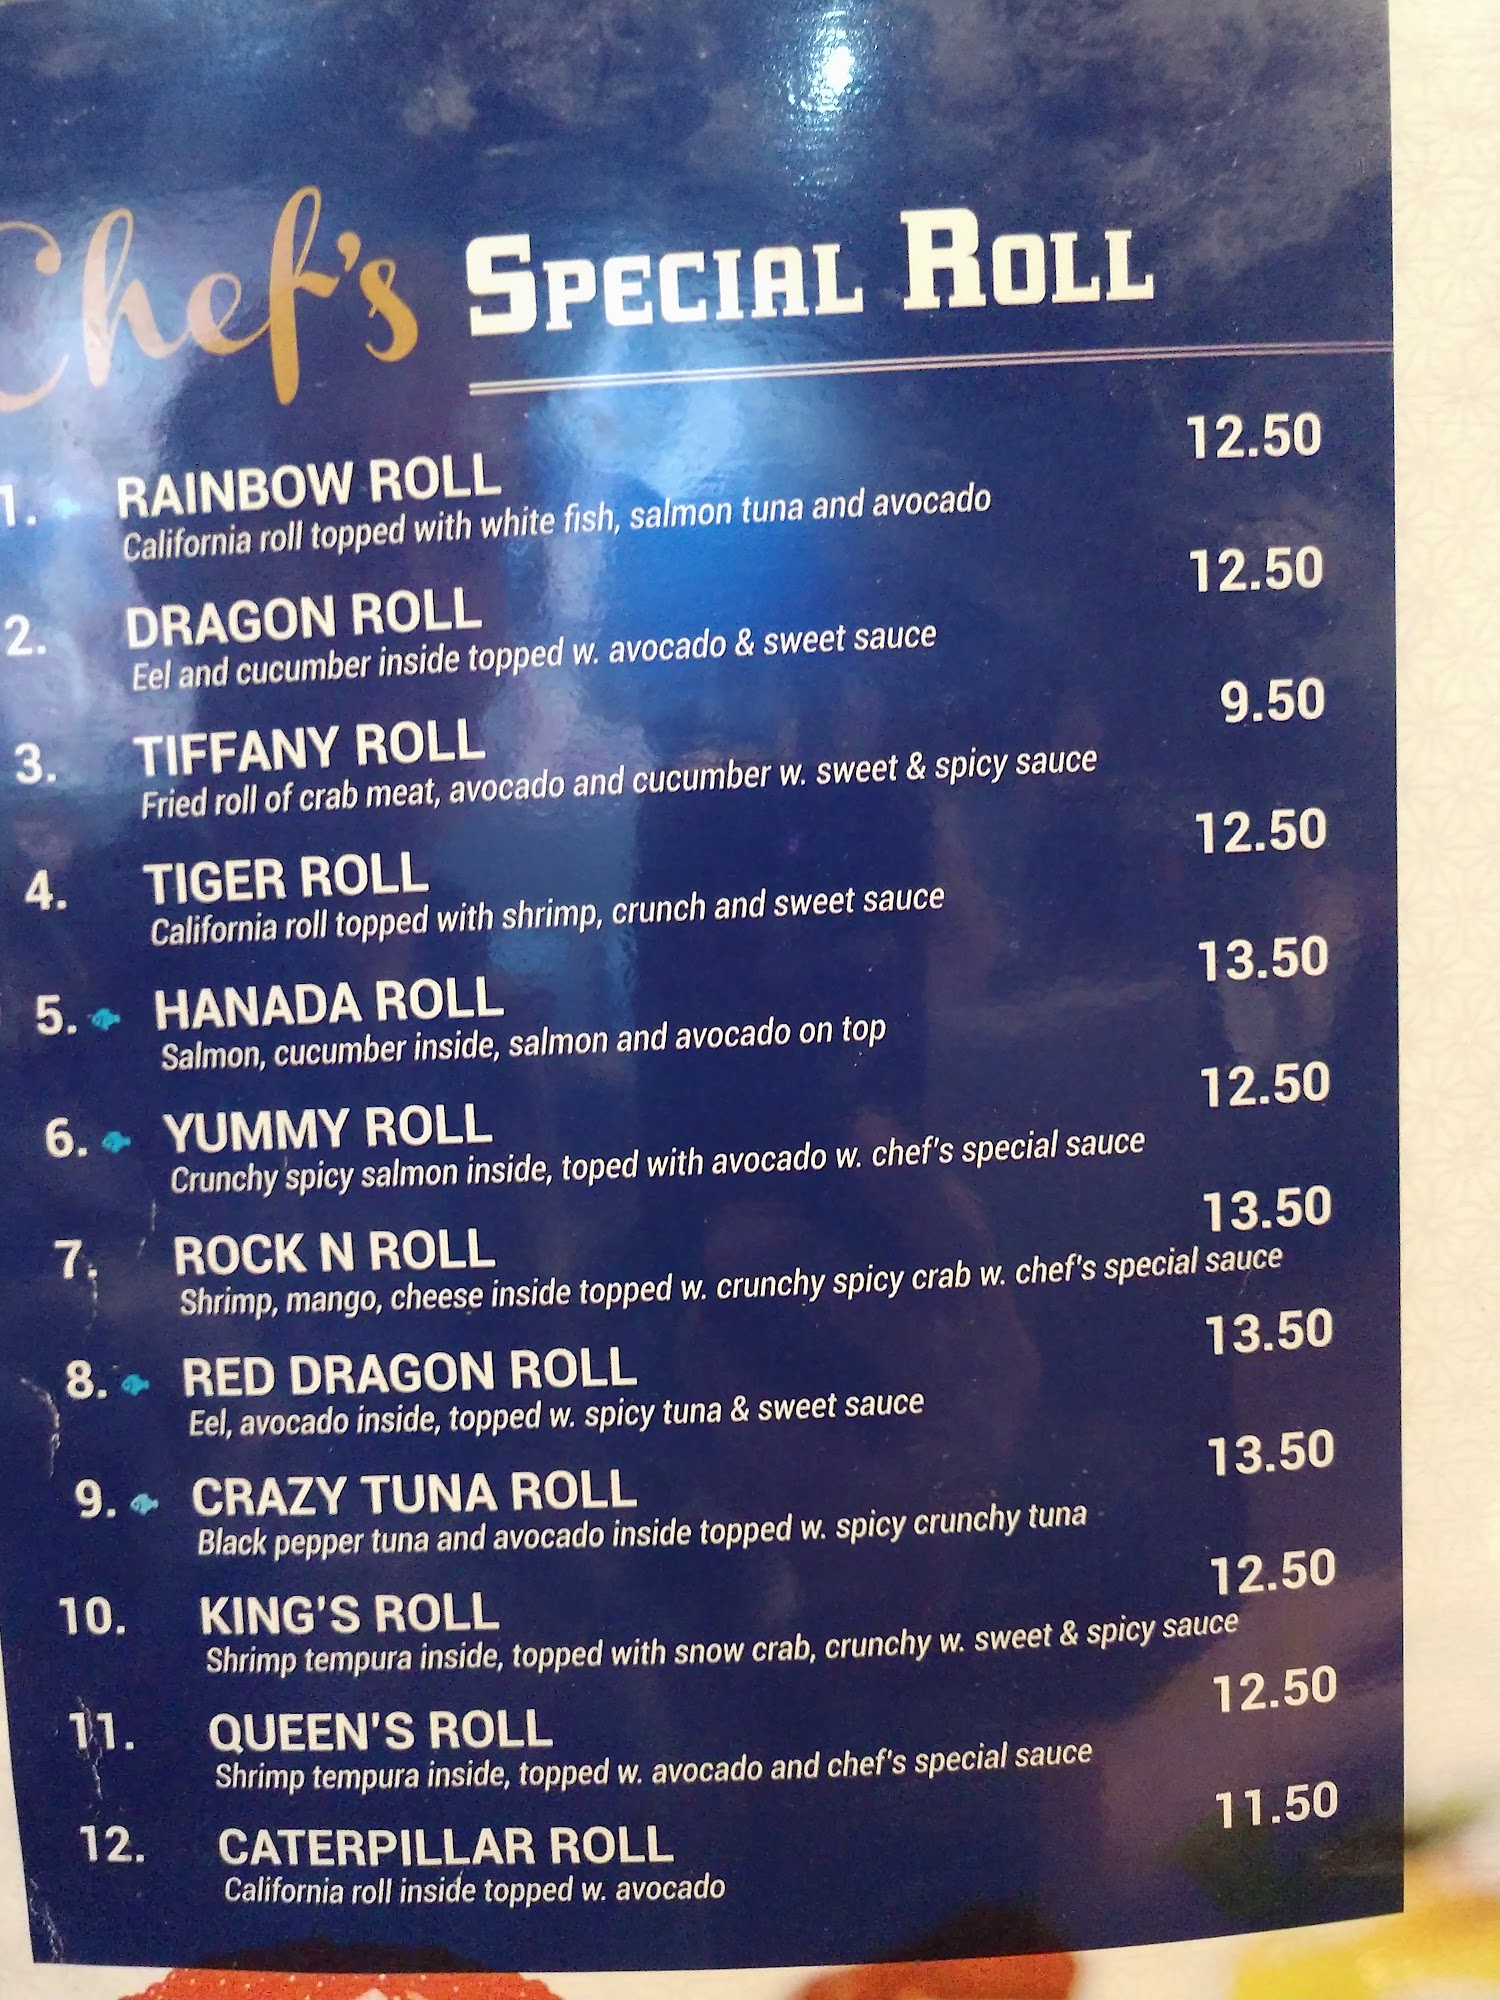 Chef's SPECIAL ROLL
1. RAINBOW ROLL 12.50
California roll topped with white fish, salmon tuna and avocado
2. DRAGON ROLL 12.50
Eel and cucumber inside topped w. avocado & sweet sauce
3. TIFFANY ROLL 9.50
Fried roll of crab meat, avocado and cucumber w. sweet & spicy sauce
4. TIGER ROLL 12.50
California roll topped with shrimp, crunch and sweet sauce
5. HANADA ROLL 13.50
Salmon, cucumber inside, salmon and avocado on top
6. YUMMY ROLL 12.50
Crunchy spicy salmon inside, toped with avocado w. chef's special sauce
7. ROCK N ROLL 13.50
Shrimp, mango, cheese inside topped w. crunchy spicy crab w. chef's special sauce
8. RED DRAGON ROLL 13.50
Eel, avocado inside, topped w. spicy tuna & sweet sauce
9. CRAZY TUNA ROLL 13.50
Black pepper tuna and avocado inside topped w. spicy crunchy tuna
10. KING'S ROLL 12.50
Shrimp tempura inside, topped with snow crab, crunchy w. sweet & spicy sauce
11. QUEEN'S ROLL 12.50
Shrimp tempura inside, topped w. avocado and chef's special sauce
12. CATERPILLAR ROLL 11.50
California roll inside topped w. avocado